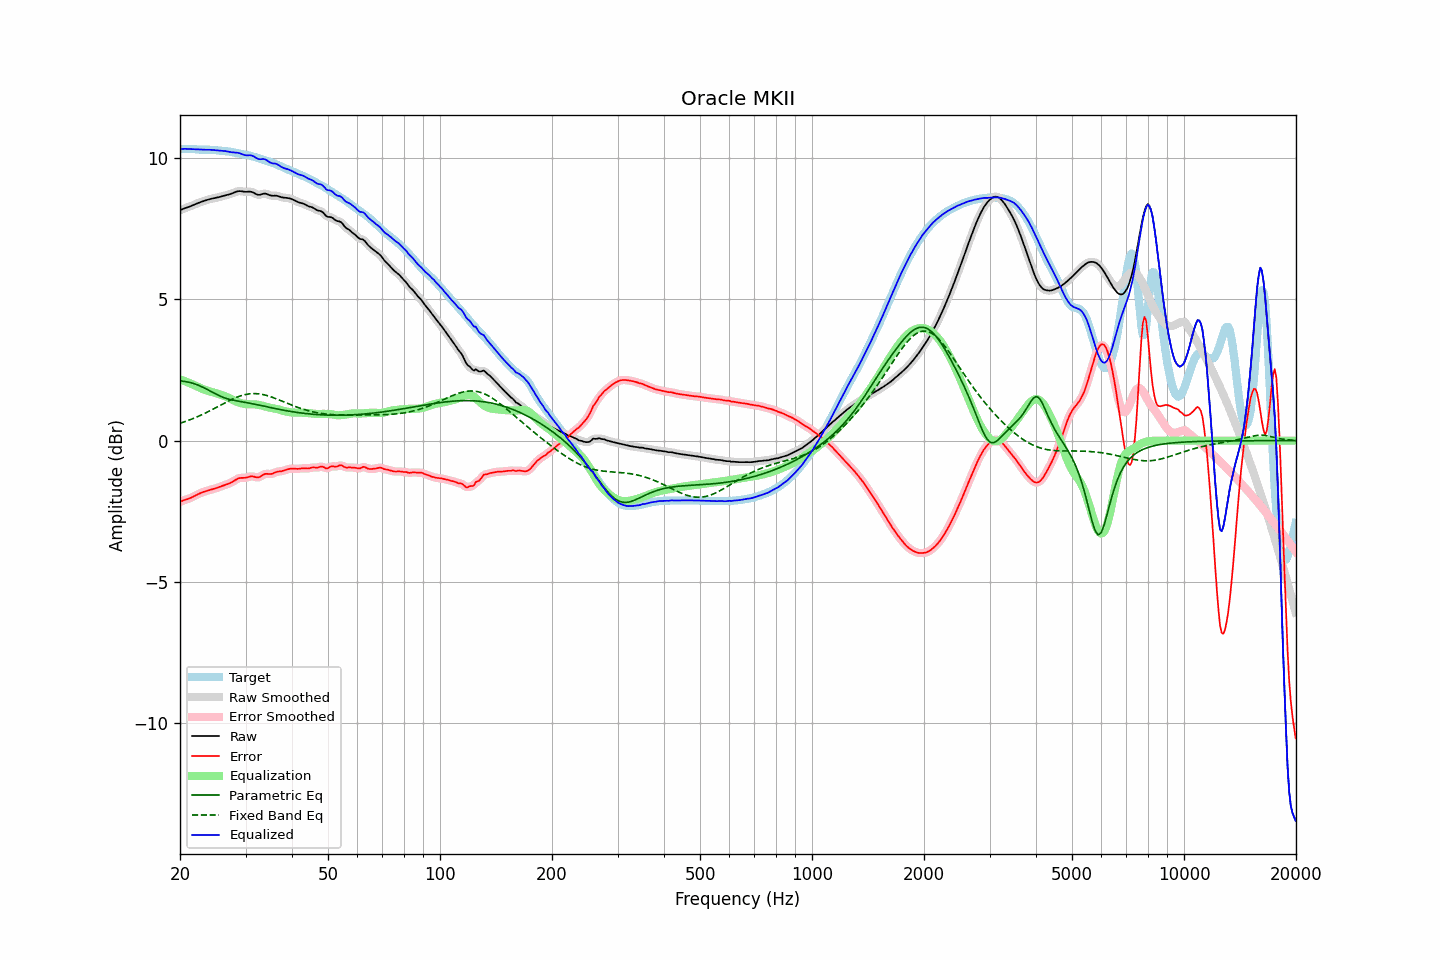 Oracle MKII
Amplitude (dBr)
10
5
0
−5
−10
Target
Raw Smoothed
Error Smoothed
Raw
Error
Equalization
Parametric Eq
Fixed Band Eq
Equalized
20 50 100 200 500 1000 2000 5000 10000 20000
Frequency (Hz)